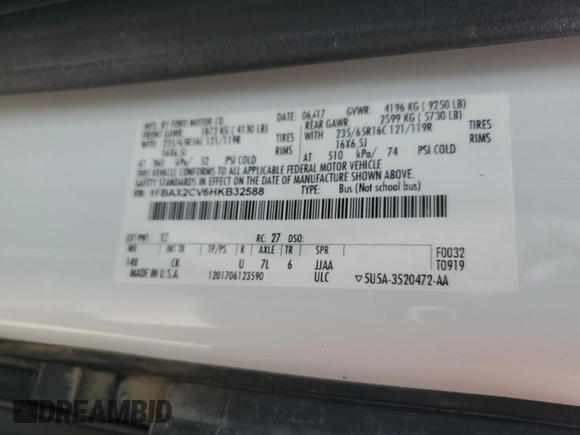 MFD. BY FORD MOTOR CO.
06/17 GVWR: 4196 KG ( 9250 LB)
FRONT GAWR: 1873 KG ( 4130 LB) REAR GAWR: 2599 KG ( 5730 LB)
WITH 235/65R16C 121/119R TIRES WITH 235/65R16C 121/119R TIRES
16X6.5J RIMS 16X6.5J RIMS
AT 360 kPa/ 52 PSI COLD AT 510 kPa/ 74 PSI COLD
THIS VEHICLE CONFORMS TO ALL APPLICABLE FEDERAL MOTOR VEHICLE
SAFETY STANDARDS IN EFFECT ON THE DATE OF MANUFACTURE SHOWN ABOVE.
VIN: 1FBAX2CV6HKB32588 TYPE: Bus (Not school bus)
EXT PNT: YZ RC: 27 DSO:
WB INT TR TP/PS R AXLE TR SPR F0032
148 CK U 7L 6 JJAA T0919
MADE IN U.S.A. 1201706123590 ULC 5U5A-3520472-AA
DREAMBID